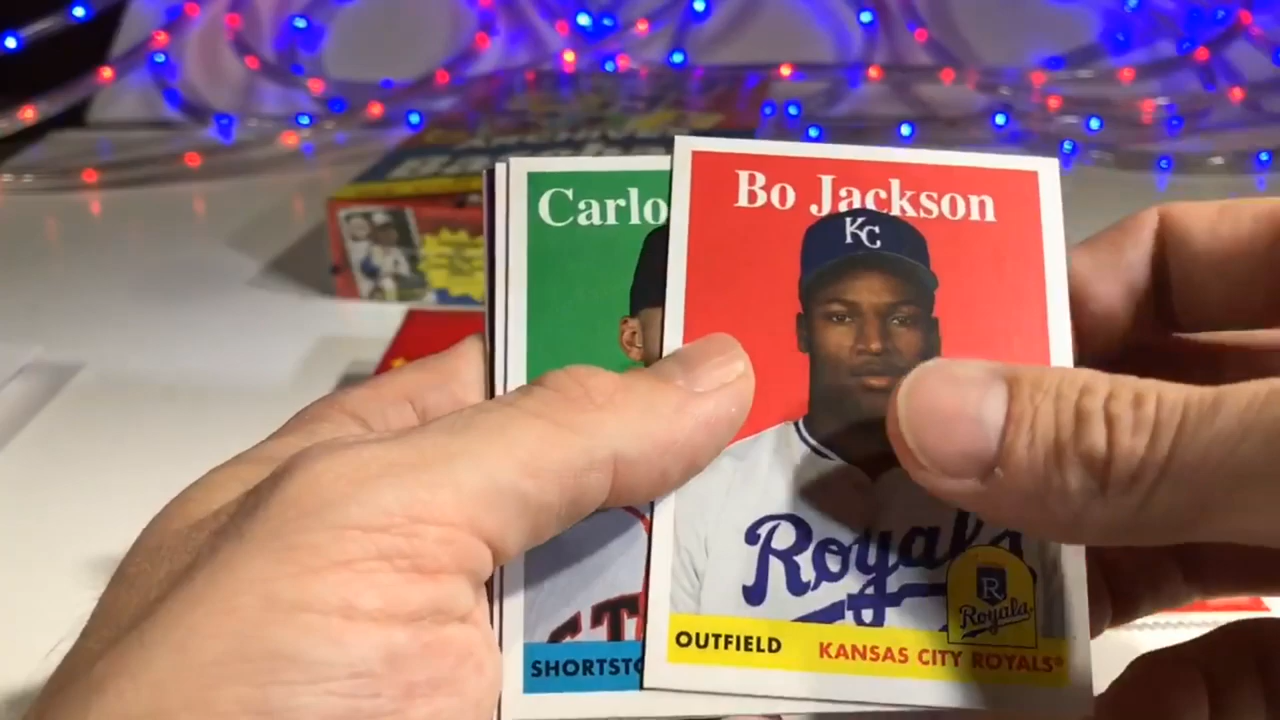 Carlo
Bo Jackson
KC
Royals
R
Royals
SHORTSTO
OUTFIELD
KANSAS CITY ROYALS®